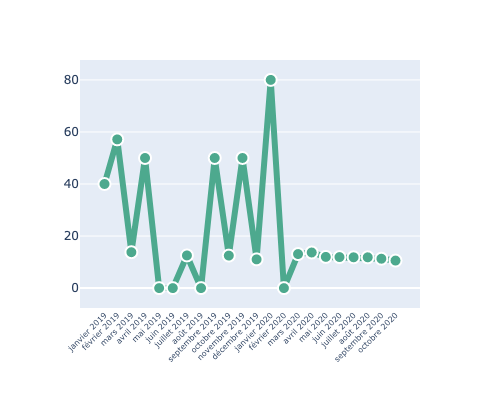 80
60
40
20
0
janvier 2019
février 2019
mars 2019
avril 2019
mai 2019
juin 2019
juillet 2019
août 2019
septembre 2019
octobre 2019
novembre 2019
décembre 2019
janvier 2020
février 2020
mars 2020
avril 2020
mai 2020
juin 2020
juillet 2020
août 2020
septembre 2020
octobre 2020